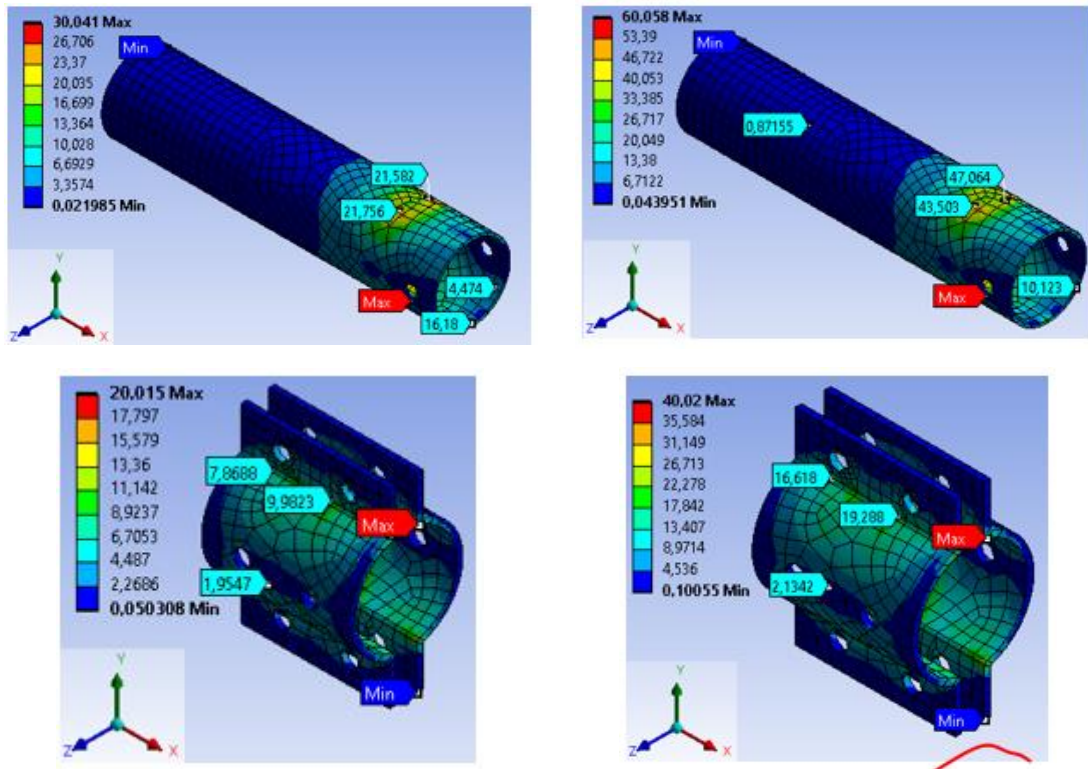 30,041 Max
26,706
23,37
20,035
16,699
13,364
10,028
6,6929
3,3574
0,021985 Min
Min
21,582
21,756
4,474
Max
16,18
Y
Z
X
60,058 Max
53,39
46,722
40,053
33,385
26,717
20,049
13,38
6,7122
0,043951 Min
Min
0,87155
47,064
43,503
10,123
Max
Y
Z
X
20,015 Max
17,797
15,579
13,36
11,142
8,9237
6,7053
4,487
2,2686
0,050308 Min
7,8688
9,9823
Max
1,9547
Min
Y
Z
X
40,02 Max
35,584
31,149
26,713
22,278
17,842
13,407
8,9714
4,536
0,10055 Min
16,618
19,288
Max
2,1342
Min
Y
Z
X